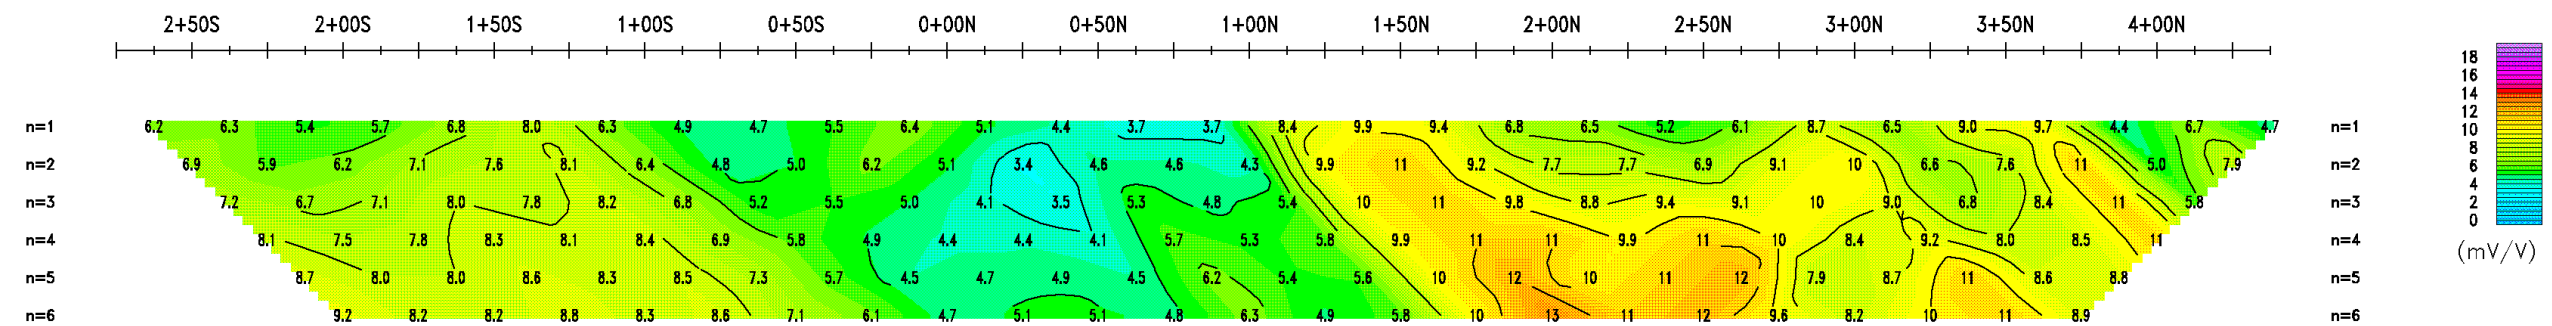 2+50S 2+00S 1+50S 1+00S 0+50S 0+00N 0+50N 1+00N 1+50N 2+00N 2+50N 3+00N 3+50N 4+00N
18
16
14
12
10
8
6
4
2
0
(mV/V)
n=1 6.2 6.3 5.4 5.7 6.8 8.0 6.3 4.9 4.7 5.5 6.4 5.1 4.4 3.7 3.7 8.4 9.9 9.4 6.8 6.5 5.2 6.1 8.7 6.5 9.0 9.7 4.4 6.7 4.7 n=1
n=2 6.9 5.9 6.2 7.1 7.6 8.1 6.4 4.8 5.0 6.2 5.1 3.4 4.6 4.6 4.3 9.9 11 9.2 7.7 7.7 6.9 9.1 10 6.6 7.6 11 5.0 7.9 n=2
n=3 7.2 6.7 7.1 8.0 7.8 8.2 6.8 5.2 5.5 5.0 4.1 3.5 5.3 4.8 5.4 10 11 9.8 8.8 9.4 9.1 10 9.0 6.8 8.4 11 5.8 n=3
n=4 8.1 7.5 7.8 8.3 8.1 8.4 6.9 5.8 4.9 4.4 4.4 4.1 5.7 5.3 5.8 9.9 11 11 9.9 11 10 8.4 9.2 8.0 8.5 11 n=4
n=5 8.7 8.0 8.0 8.6 8.3 8.5 7.3 5.7 4.5 4.7 4.9 4.5 6.2 5.4 5.6 10 12 10 11 12 7.9 8.7 11 8.6 8.8 n=5
n=6 9.2 8.2 8.2 8.8 8.3 8.6 7.1 6.1 4.7 5.1 5.1 4.8 6.3 4.9 5.8 10 13 11 12 9.6 8.2 10 11 8.9 n=6